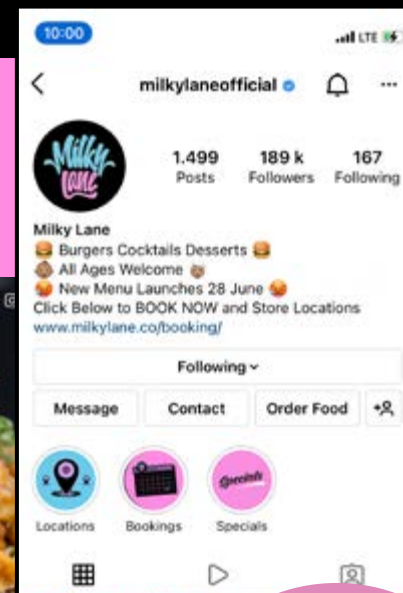 10:00
LTE
milkylaneofficial
Milky Lane
1.499 189 k 167
Posts Followers Following
Milky Lane
Burgers Cocktails Desserts
All Ages Welcome
New Menu Launches 28 June
Click Below to BOOK NOW and Store Locations
www.milkylane.co/booking/
Following
Message Contact Order Food
Specials
Locations Bookings Specials